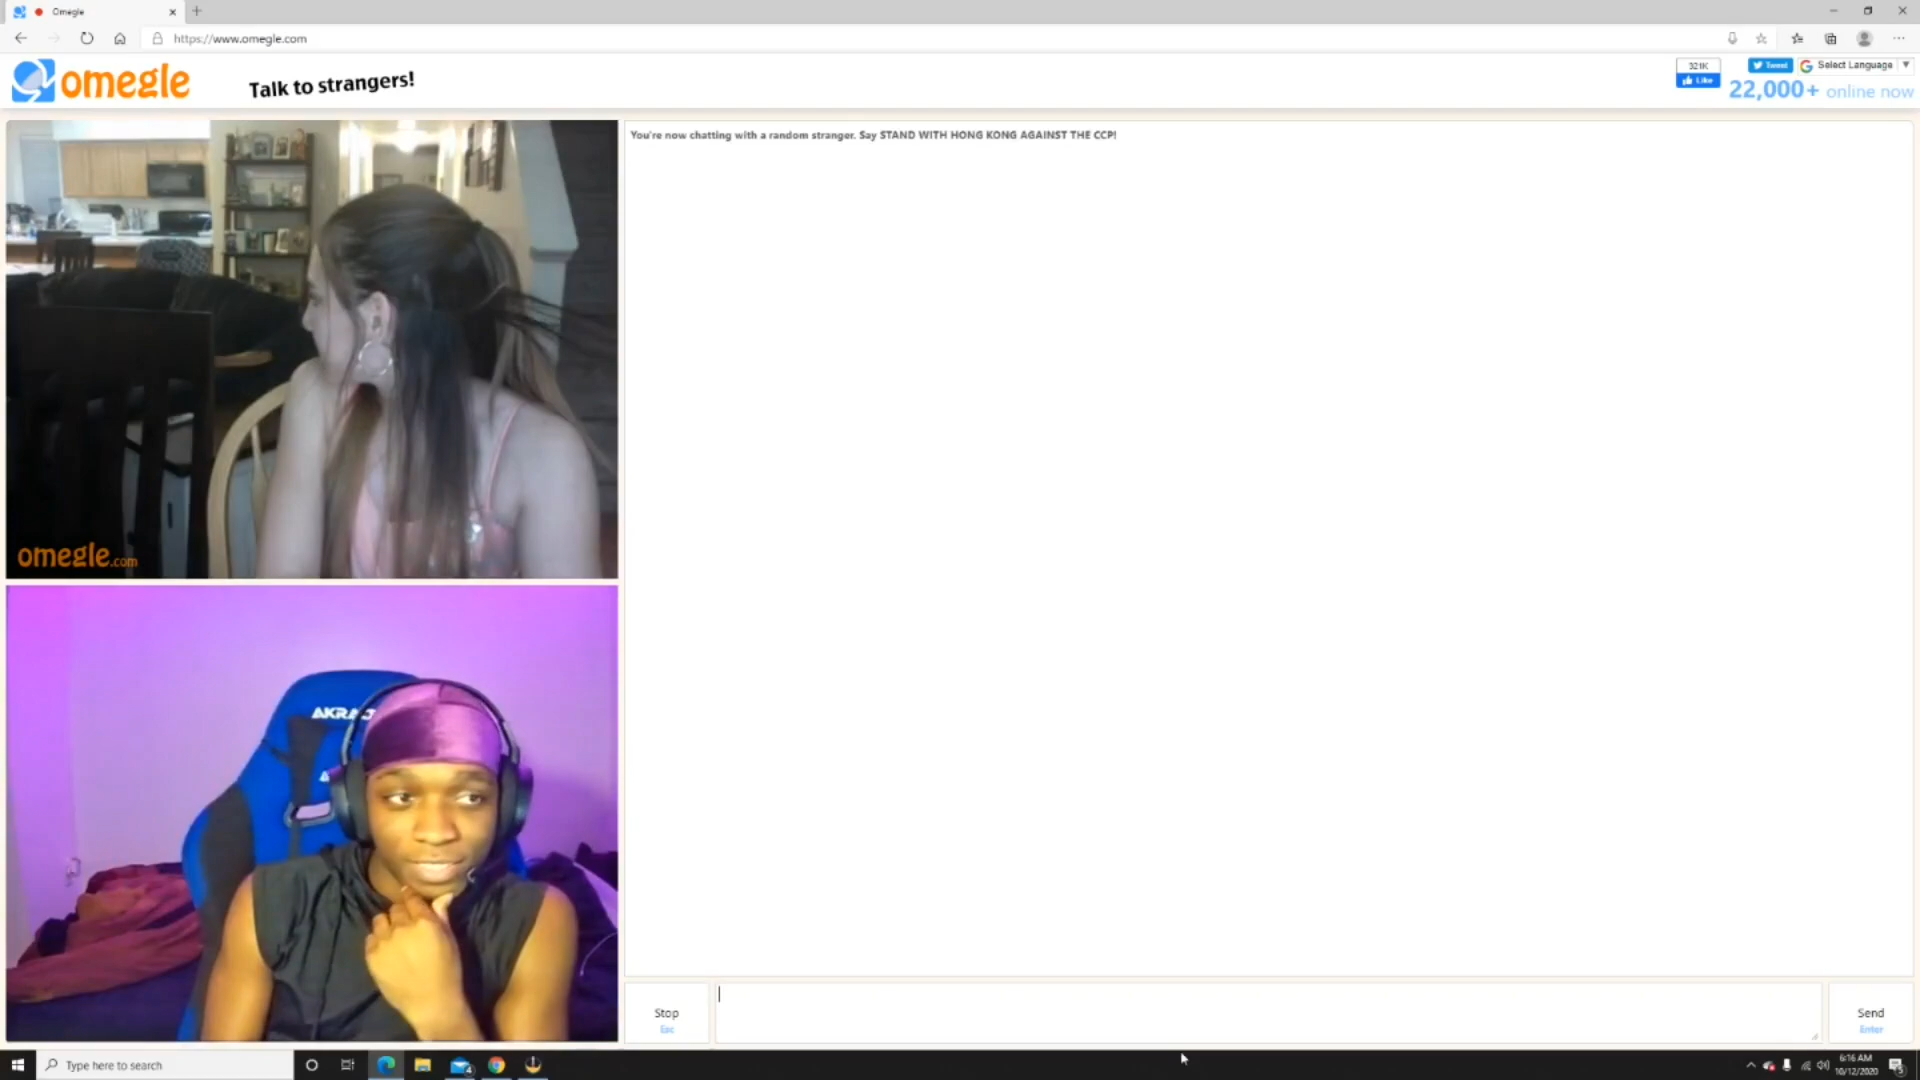 Omegle
https://www.omegle.com
omegle
Talk to strangers!
321K
Like
Tweet
Select Language
22,000+ online now
You're now chatting with a random stranger. Say STAND WITH HONG KONG AGAINST THE CCP!
omegle.com
Stop
Esc
Send
Enter
Type here to search
4
6:16 AM
10/12/2020